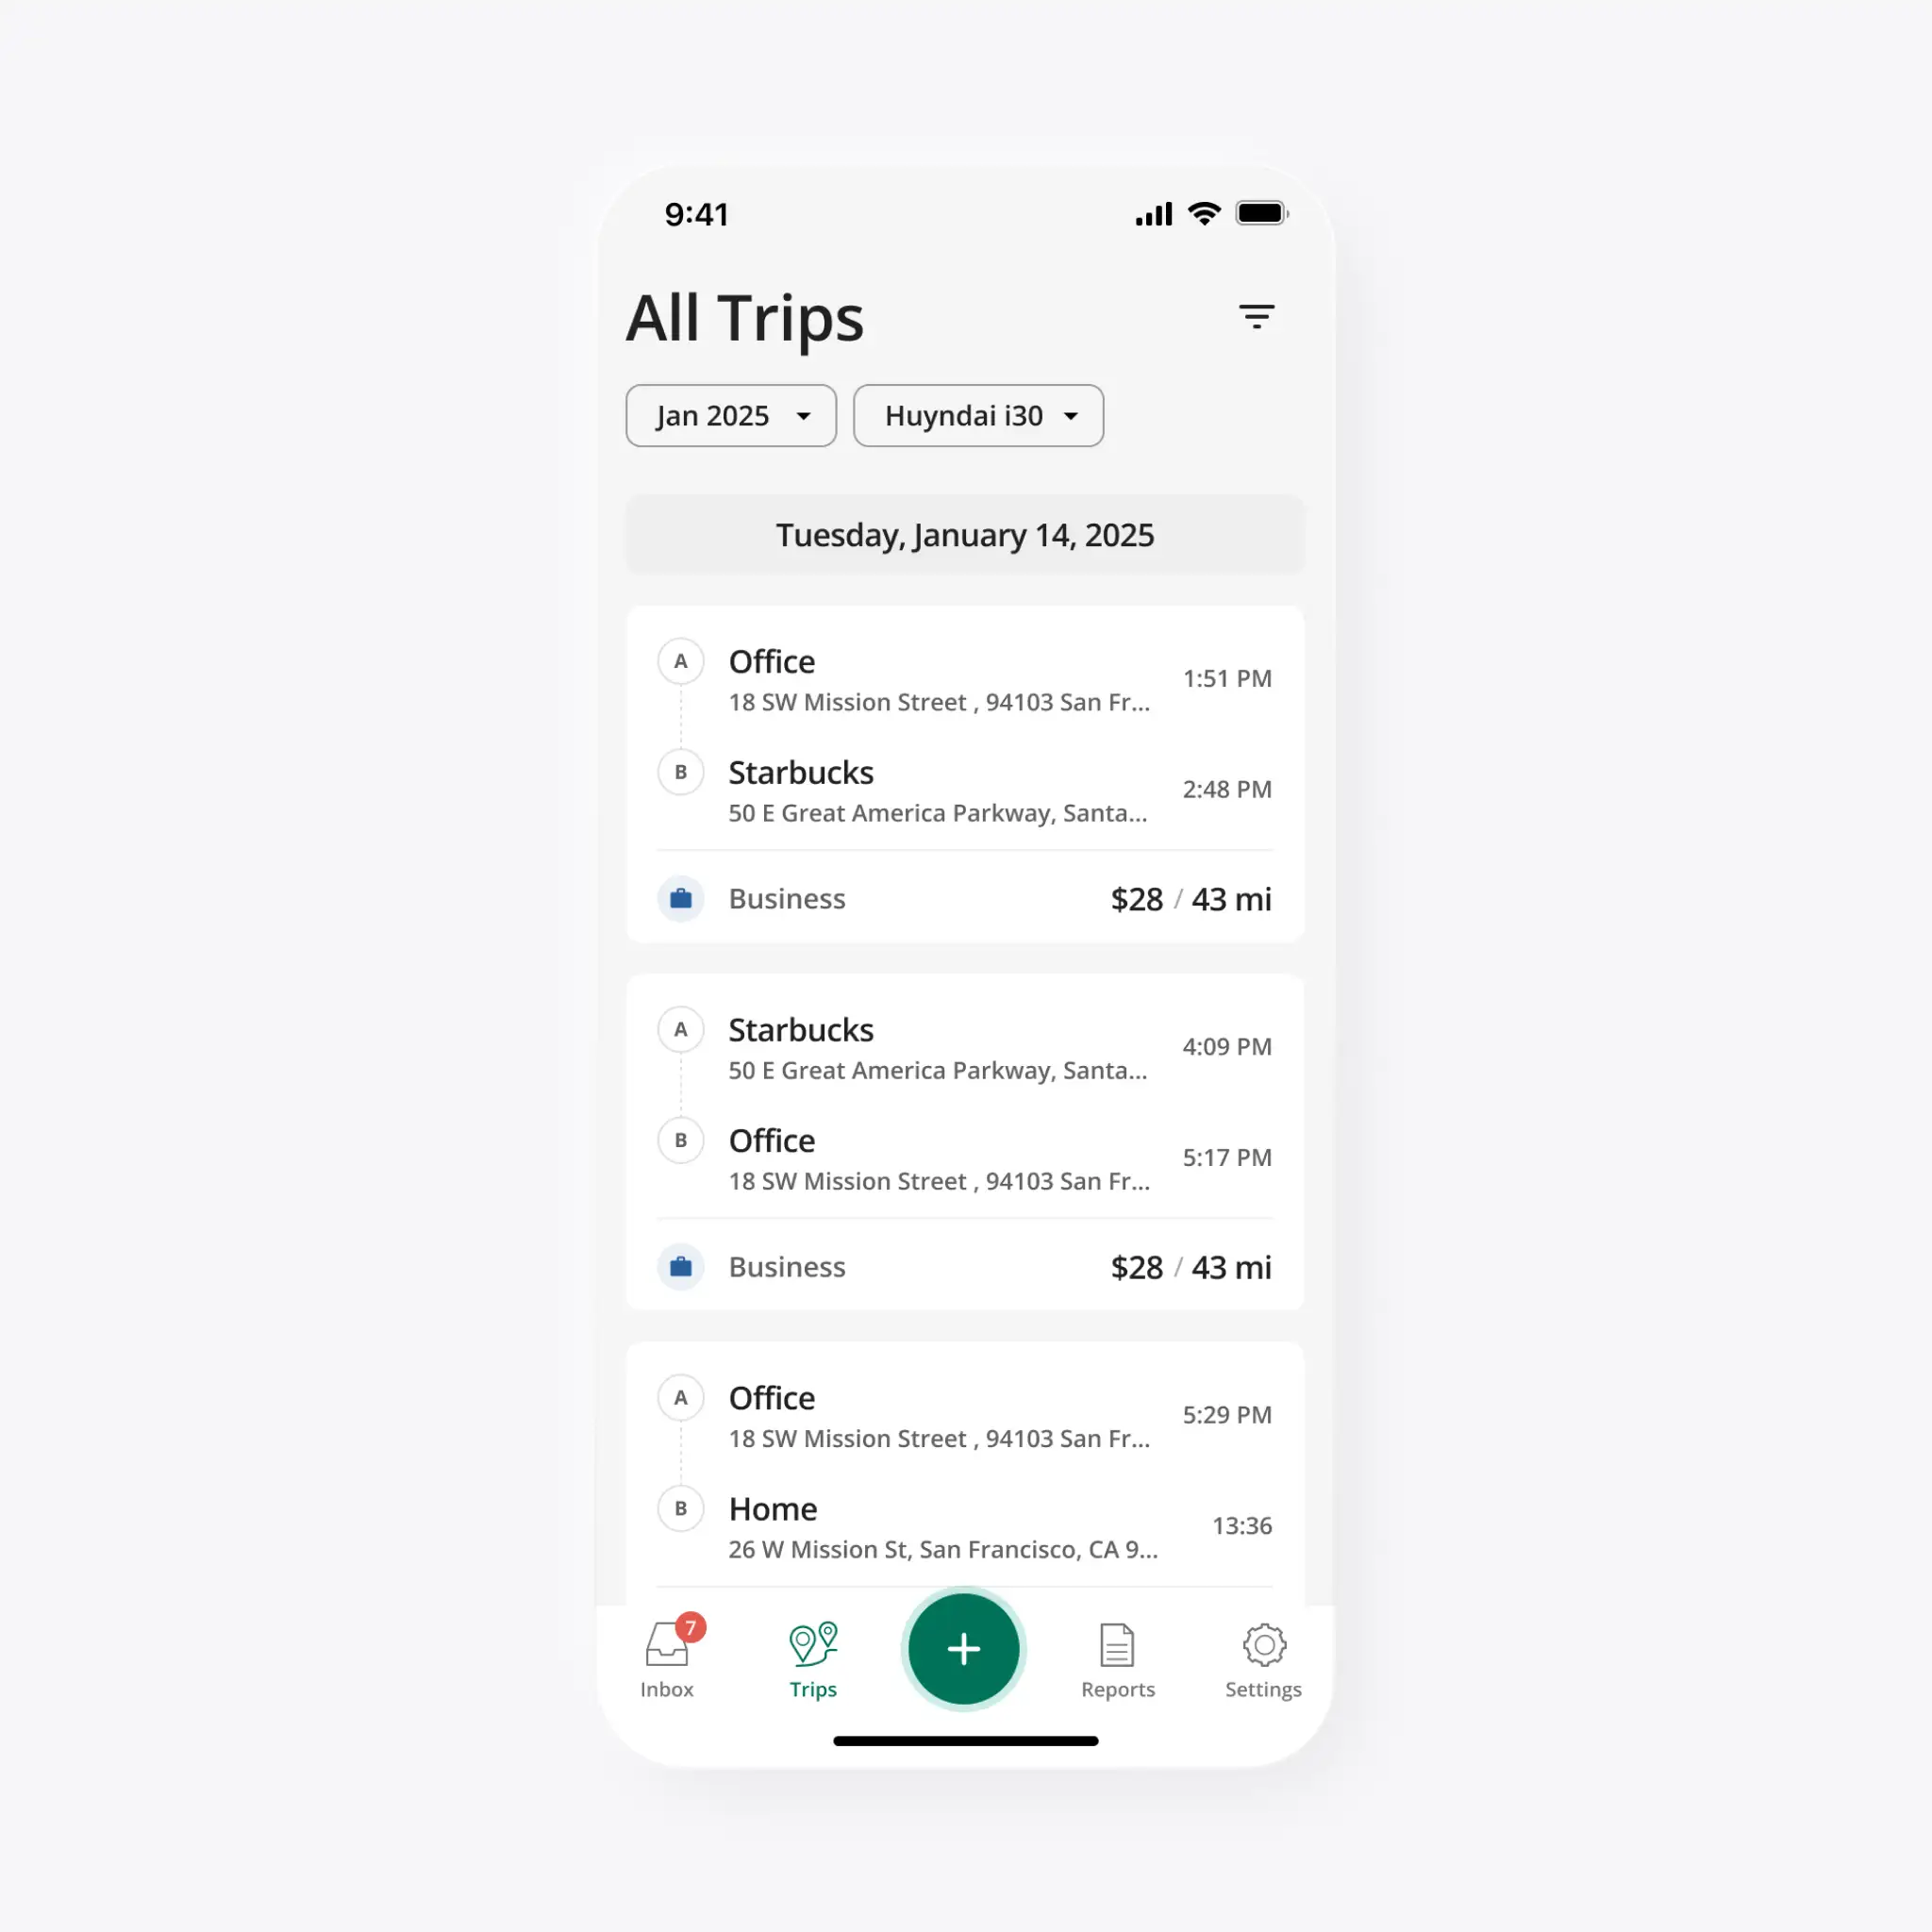 9:41
All Trips
Jan 2025
Huyndai i30
Tuesday, January 14, 2025
A
Office
18 SW Mission Street , 94103 San Fr...
1:51 PM
B
Starbucks
50 E Great America Parkway, Santa...
2:48 PM
Business
$28 / 43 mi
A
Starbucks
50 E Great America Parkway, Santa...
4:09 PM
B
Office
18 SW Mission Street , 94103 San Fr...
5:17 PM
Business
$28 / 43 mi
A
Office
18 SW Mission Street , 94103 San Fr...
5:29 PM
B
Home
26 W Mission St, San Francisco, CA 9...
13:36
7
Inbox
Trips
+
Reports
Settings